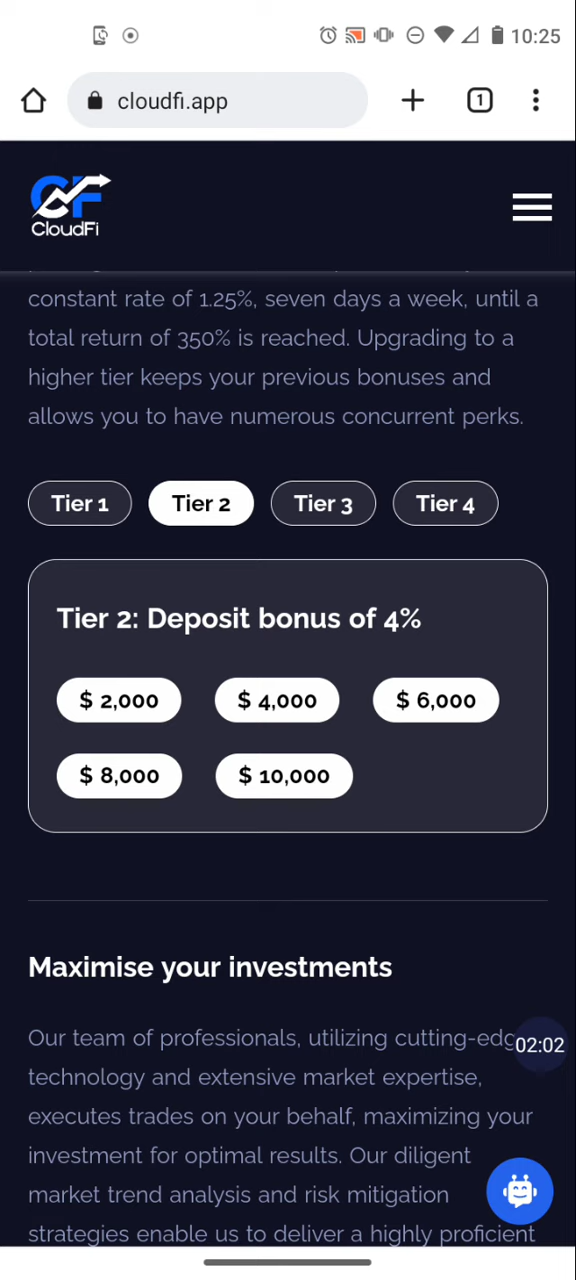 10:25
cloudfi.app
1
CF
CloudFi
constant rate of 1.25%, seven days a week, until a
total return of 350% is reached. Upgrading to a
higher tier keeps your previous bonuses and
allows you to have numerous concurrent perks.
Tier 1 Tier 2 Tier 3 Tier 4
Tier 2: Deposit bonus of 4%
$ 2,000 $ 4,000 $ 6,000
$ 8,000 $ 10,000
Maximise your investments
Our team of professionals, utilizing cutting-edg
02:02
technology and extensive market expertise,
executes trades on your behalf, maximizing your
investment for optimal results. Our diligent
market trend analysis and risk mitigation
strategies enable us to deliver a highly proficient